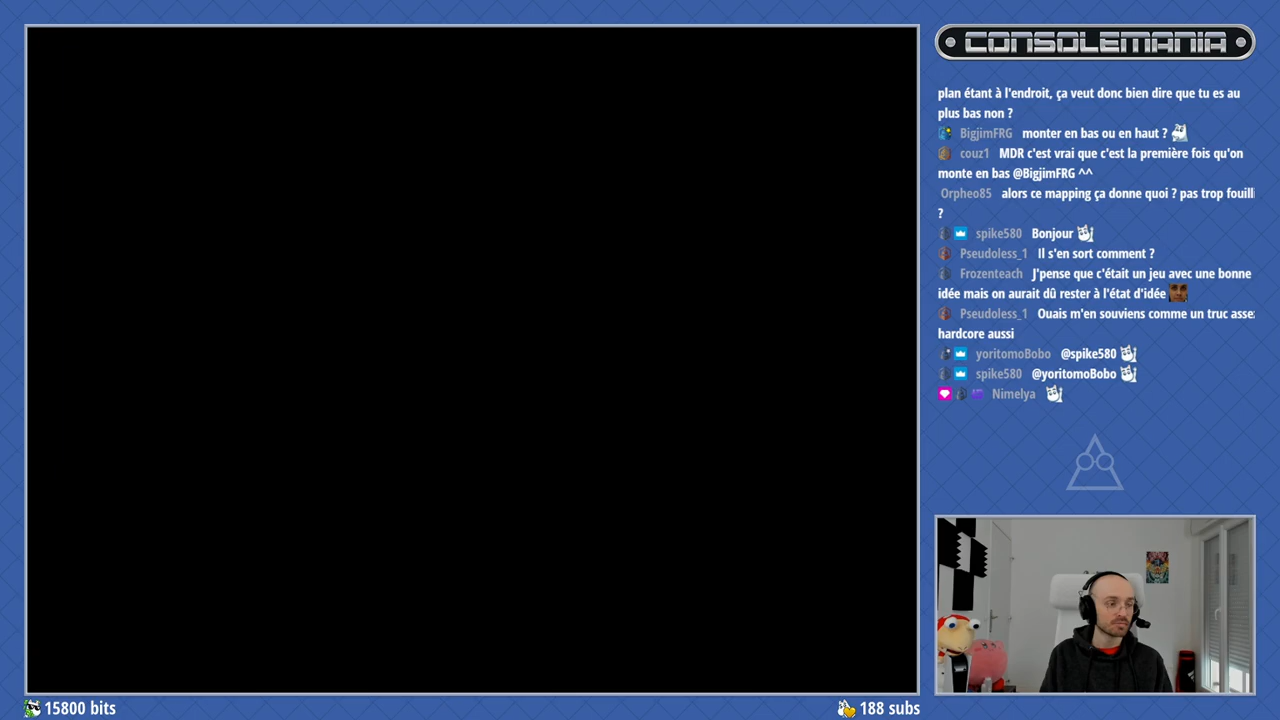 CONSOLEMANIA
plan étant à l'endroit, ça veut donc bien dire que tu es au
plus bas non ?
BigjimFRG monter en bas ou en haut ?
couz1 MDR c'est vrai que c'est la première fois qu'on
monte en bas @BigjimFRG ^^
Orpheo85 alors ce mapping ça donne quoi ? pas trop fouilli
?
spike580 Bonjour
Pseudoless_1 Il s'en sort comment ?
Frozenteach J'pense que c'était un jeu avec une bonne
idée mais on aurait dû rester à l'état d'idée
Pseudoless_1 Ouais m'en souviens comme un truc asse
hardcore aussi
yoritomoBobo @spike580
spike580 @yoritomoBobo
Nimelya
15800 bits
188 subs